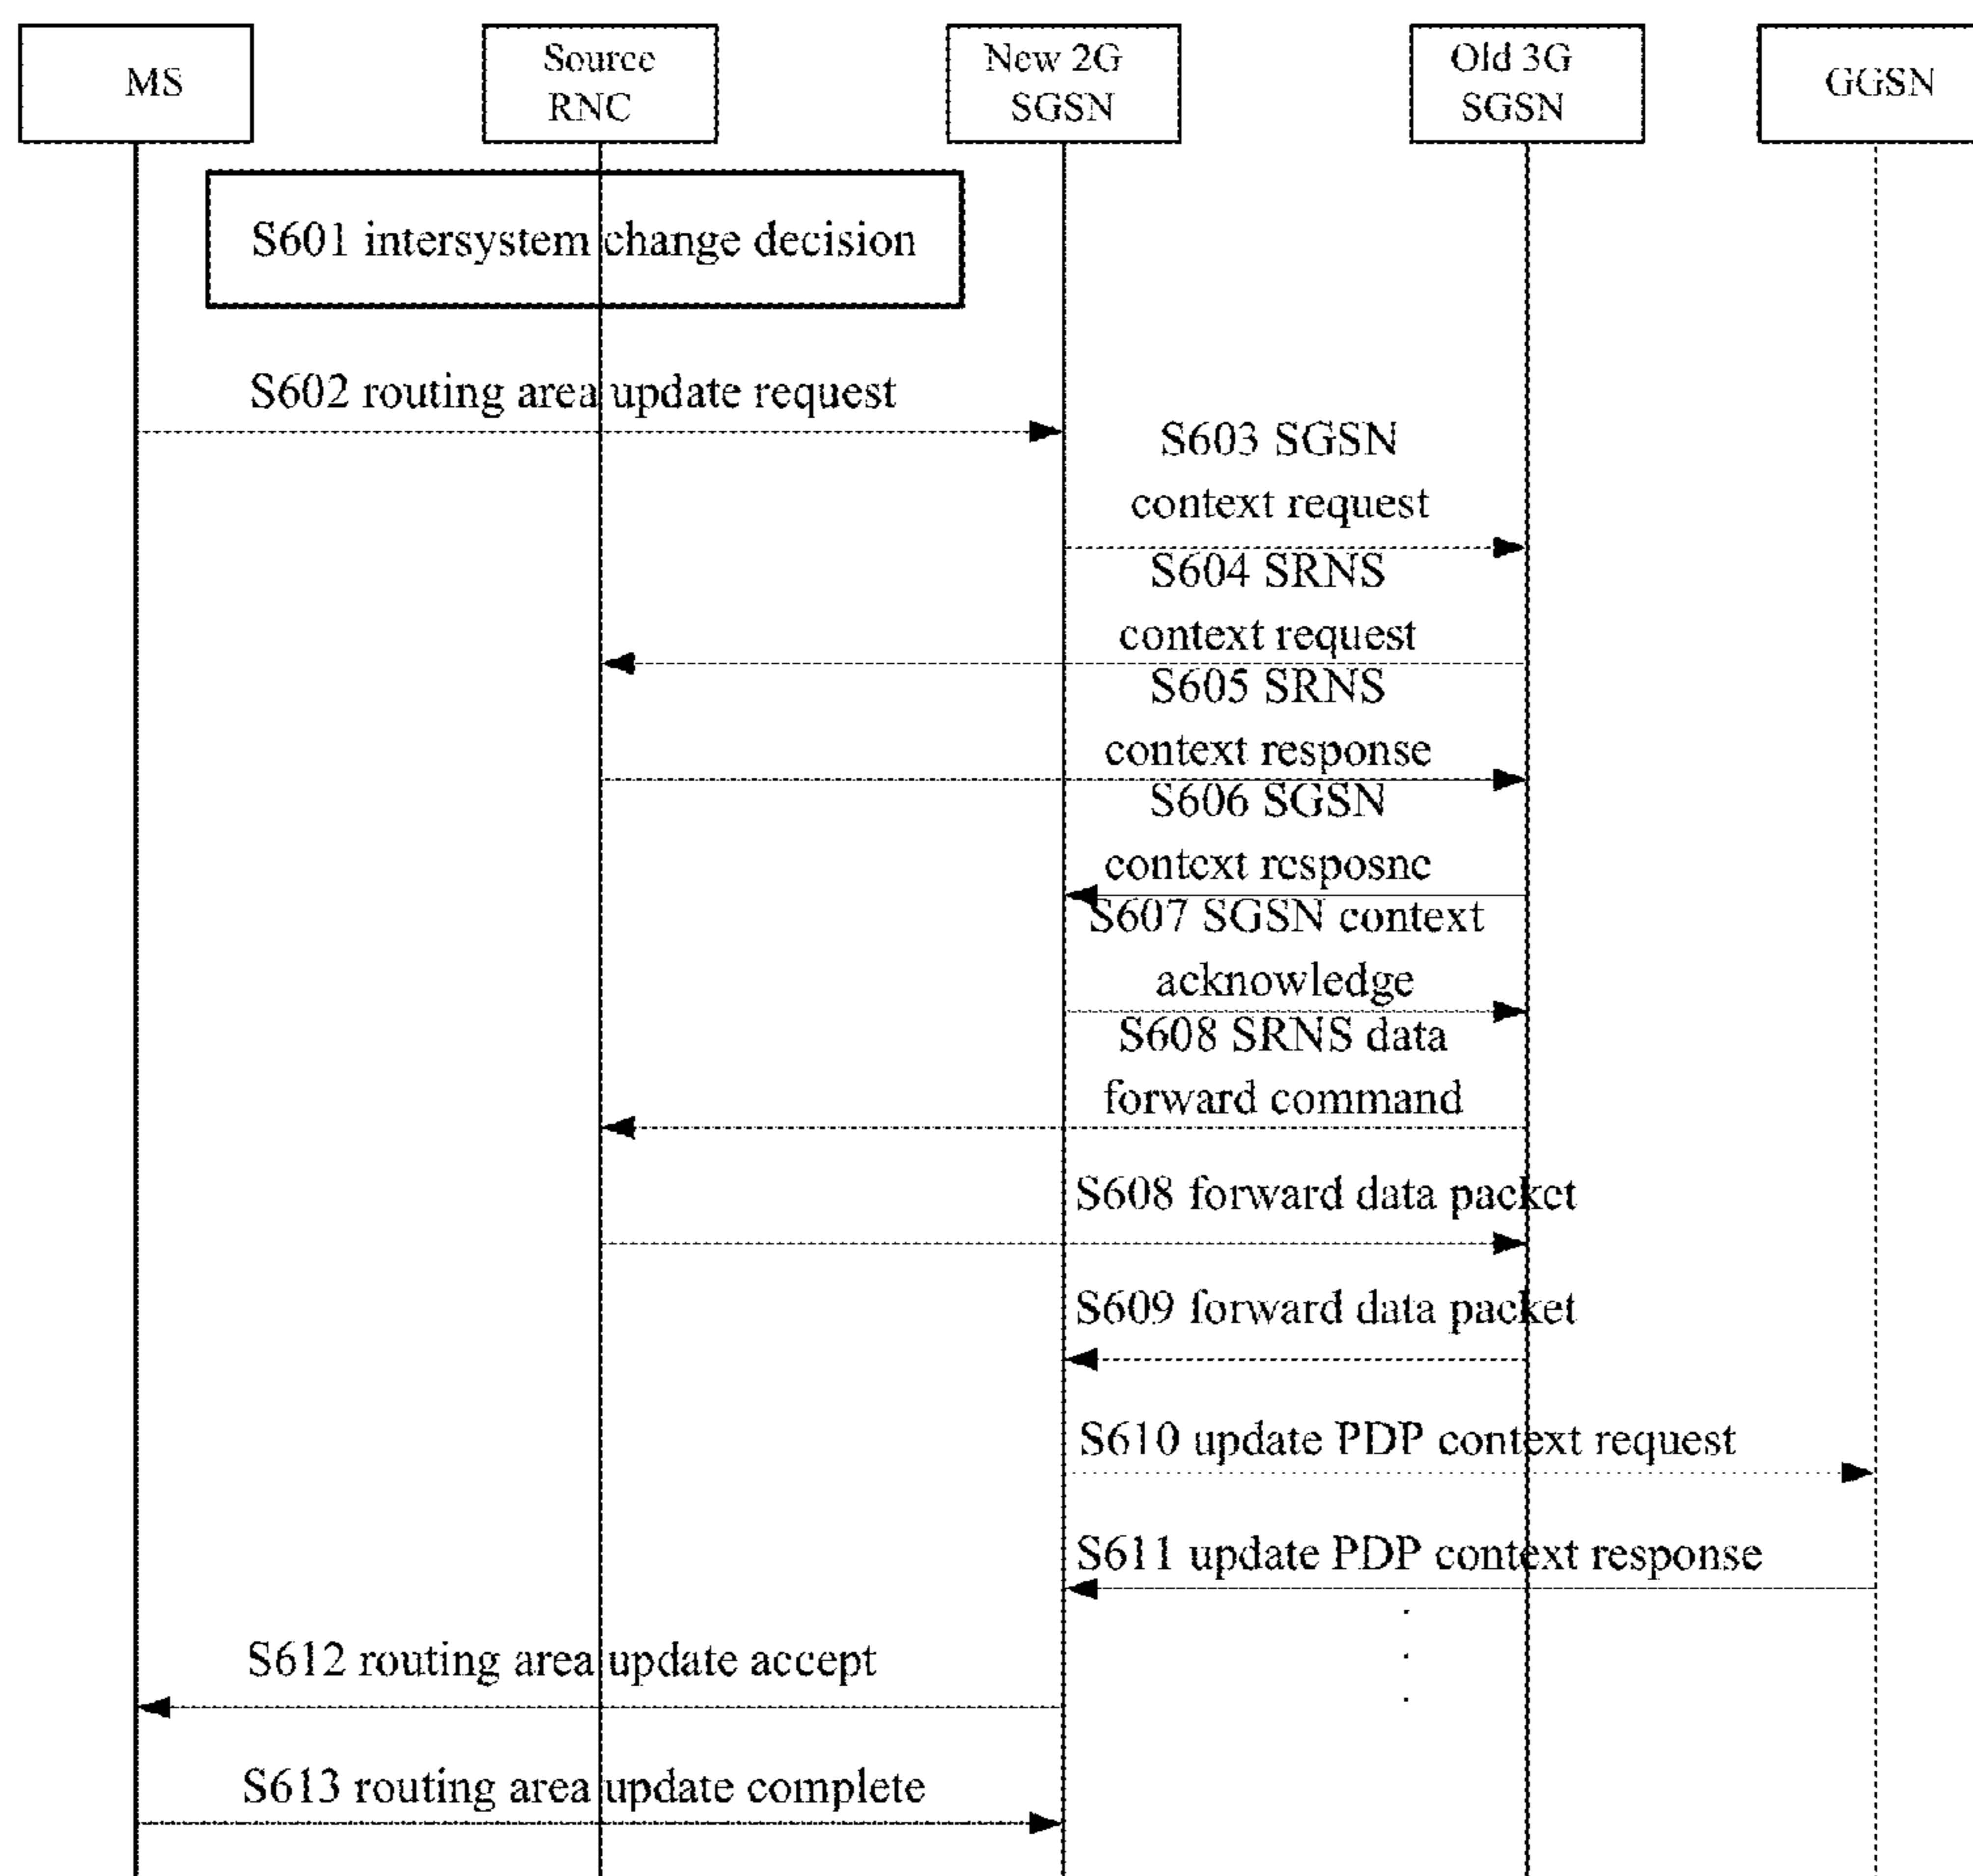 MS
Source
RNC
New 2G
SGSN
Old 3G
SGSN
GGSN
S601 intersystem change decision
S602 routing area update request
S603 SGSN
context request
S604 SRNS
context request
S605 SRNS
context response
S606 SGSN
context resposne
S607 SGSN context
acknowledge
S608 SRNS data
forward command
S608 forward data packet
S609 forward data packet
S610 update PDP context request
S611 update PDP context response
S612 routing area update accept
S613 routing area update complete